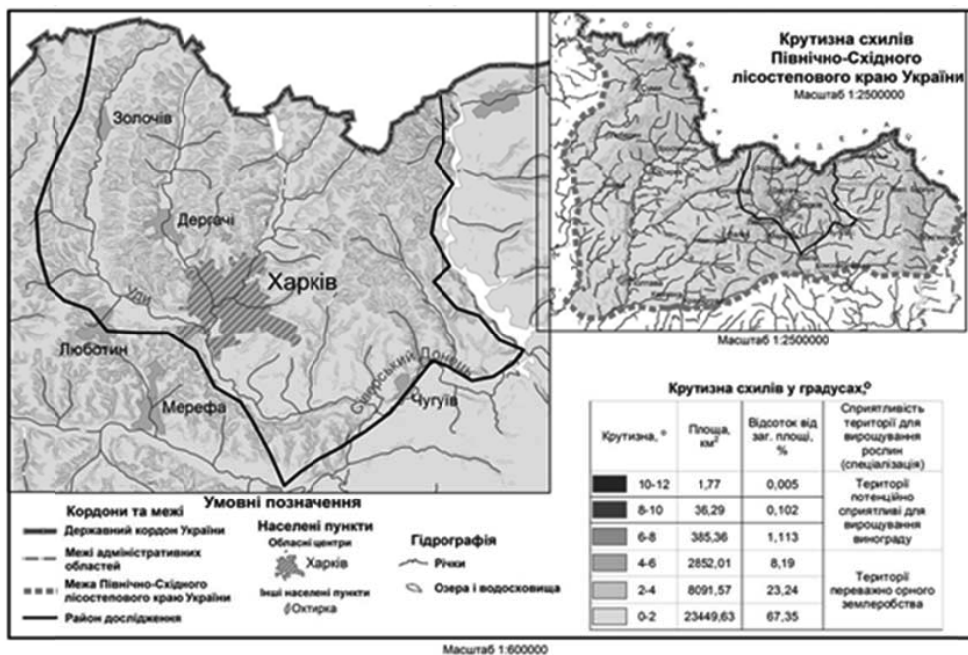 Крутизна схилів
Північно-Східного
лісостепового краю України
Масштаб 1:2500000
Золочів
Дергачі
Харків
Уди
Люботин
Мерефа
Сіверський Донець
Чугуїв
Масштаб 1:2500000
Умовні позначення
Кордони та межі
Державний кордон України
Межі адміністративних
областей
Межа Північно-Східного
лісостепового краю України
Район дослідження
Населені пункти
Обласні центри
Харків
Інші населені пункти
Охтирка
Гідрографія
Річки
Озера і водосховища
Крутизна схилів у градусах,⁰
Крутизна, ⁰
Площа,
км²
Відсоток від
заг. площі,
%
Сприятливість
території для
вирощування
рослин
(спеціалізація)
10-12 1,77 0,005
8-10 36,29 0,102
6-8 385,36 1,113
Території
потенційно
сприятливі для
вирощування
винограду
4-6 2852,01 8,19
2-4 8091,57 23,24
0-2 23449,63 67,35
Території
переважно орного
землеробства
Масштаб 1:600000